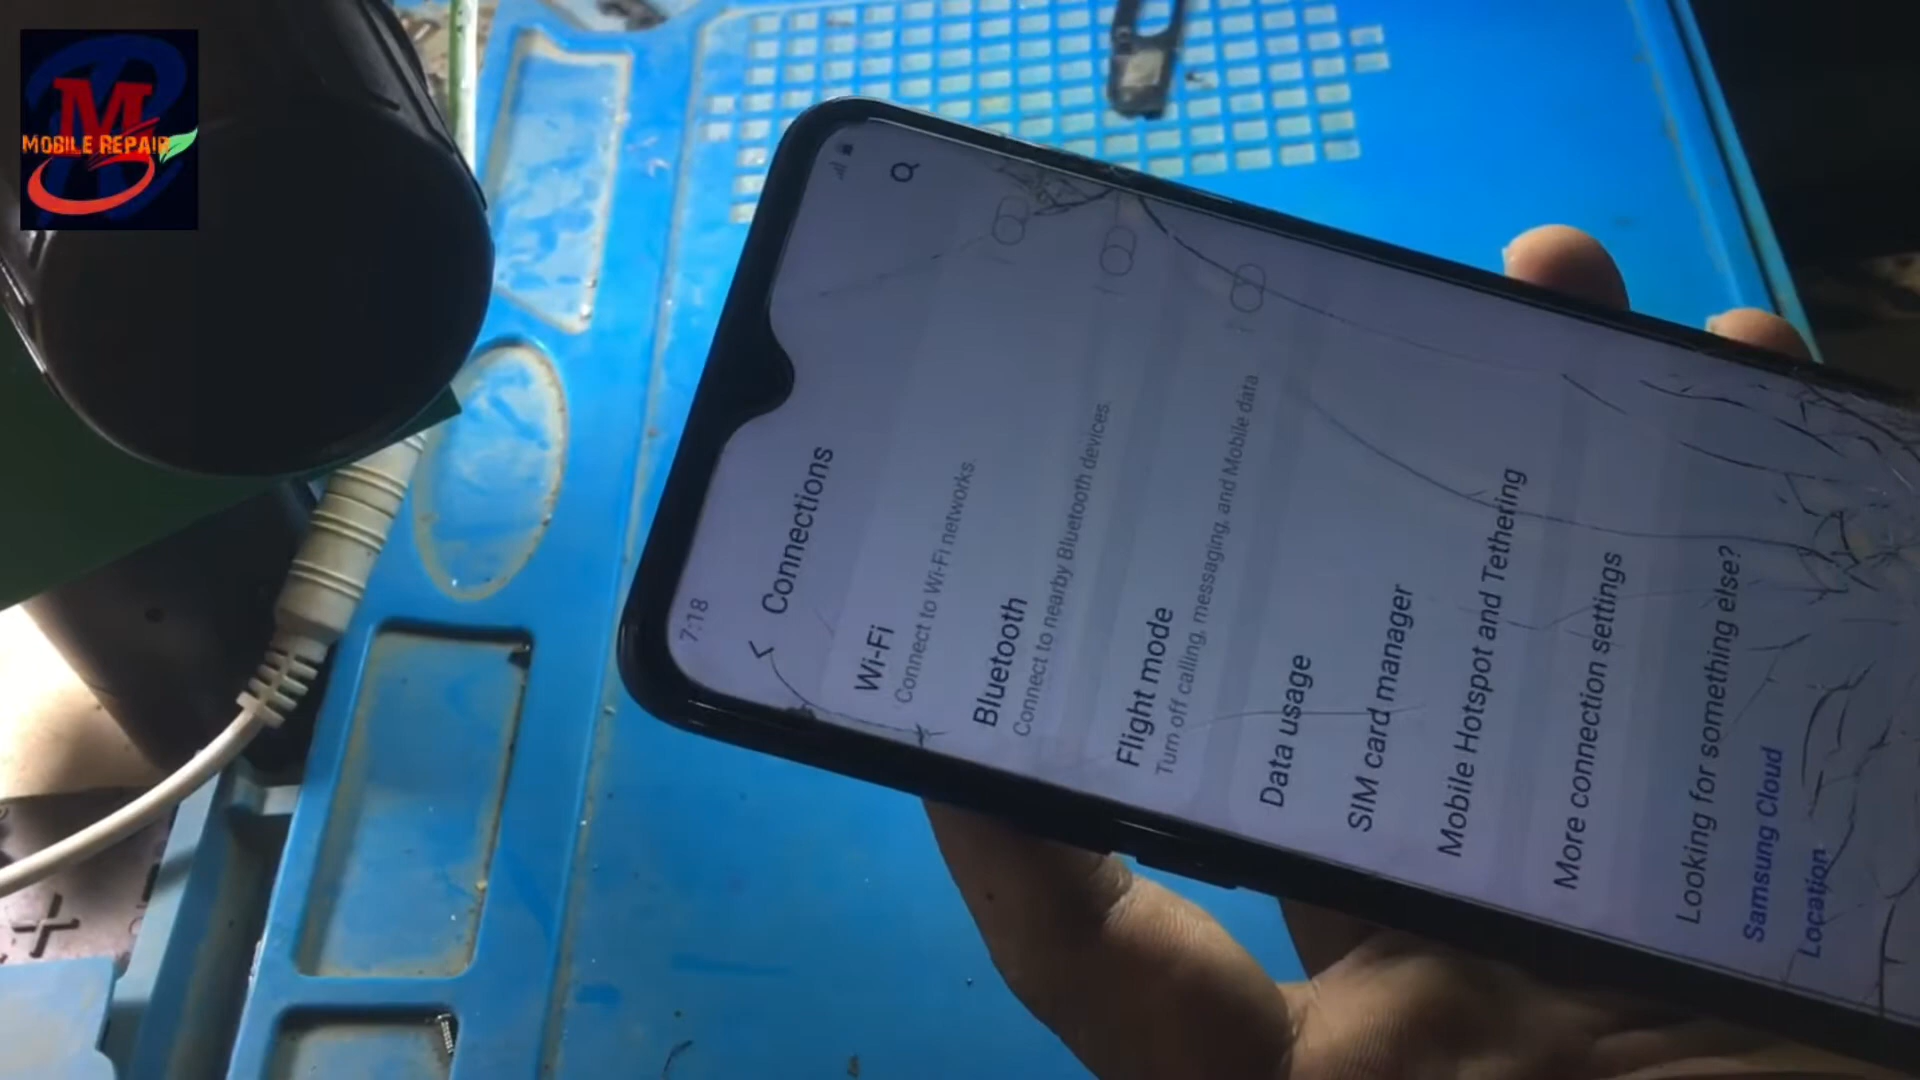 M
MOBILE REPAIR
7:18
Connections
Wi-Fi
Connect to Wi-Fi networks.
Bluetooth
Connect to nearby Bluetooth devices.
Flight mode
Turn off calling, messaging, and Mobile data.
Data usage
SIM card manager
Mobile Hotspot and Tethering
More connection settings
Looking for something else?
Samsung Cloud
Location